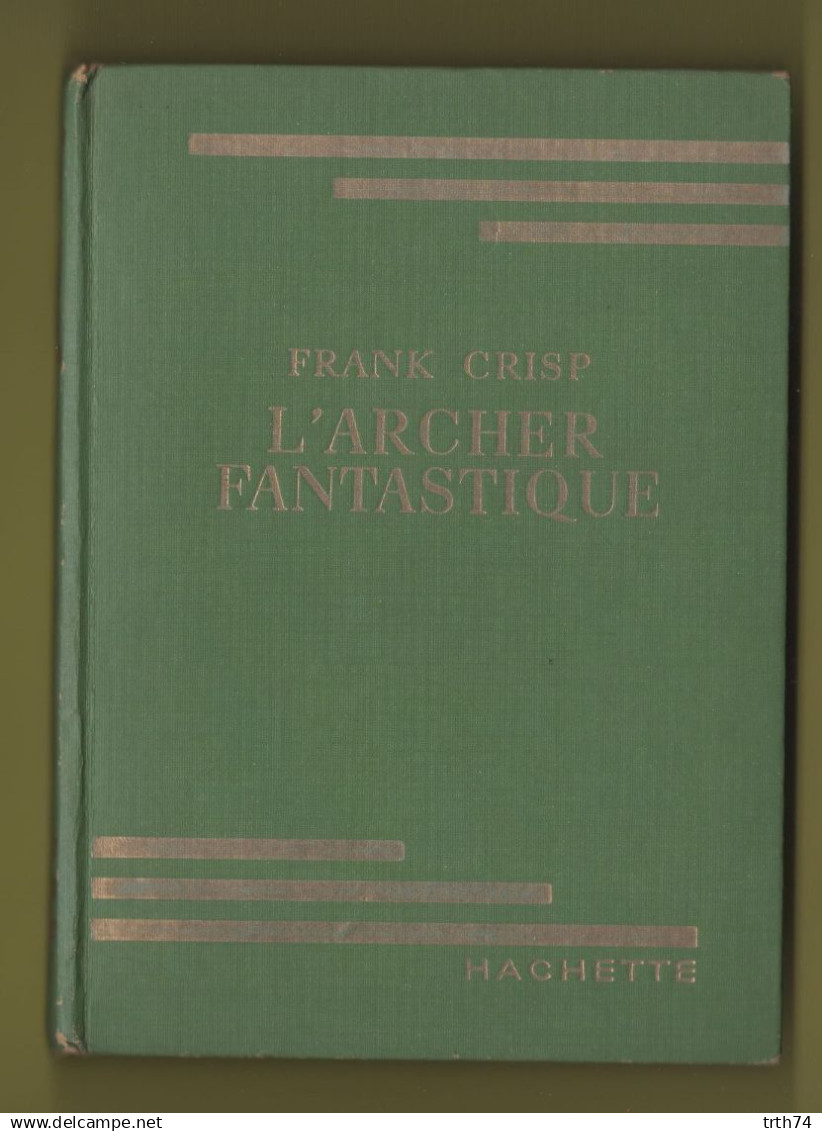 FRANK CRISP
L'ARCHER
FANTASTIQUE
HACHETTE
www.delcampe.net
trth74